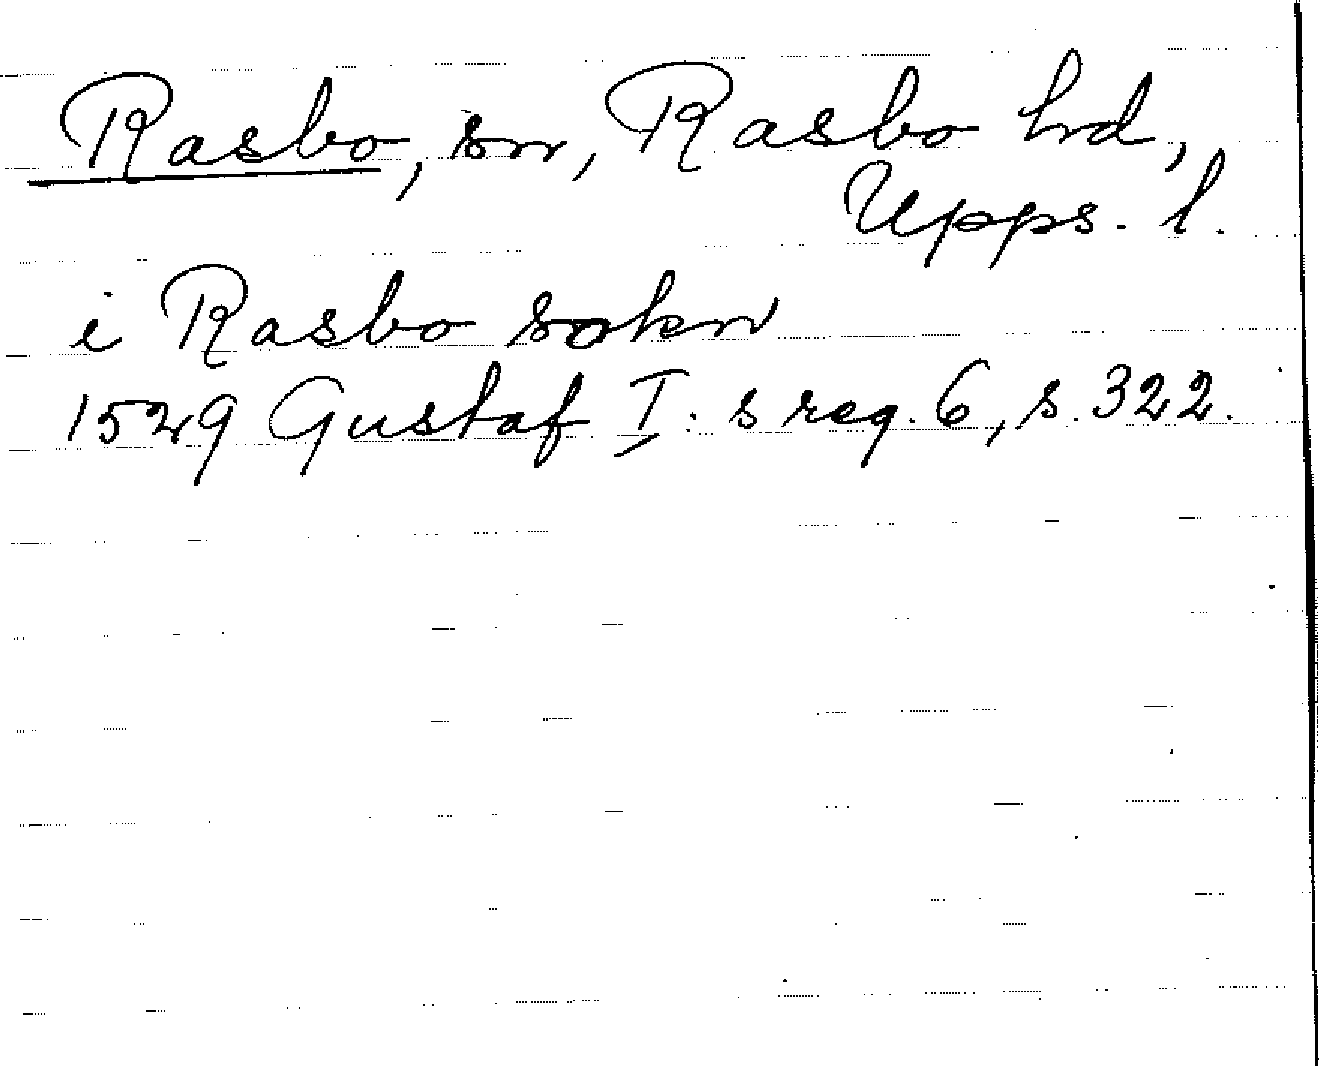 Rasbo, sn, Rasbo hd,
Upps. l.
i Rasbo sokn
1529 Gustaf I:s reg. 6, s. 322.